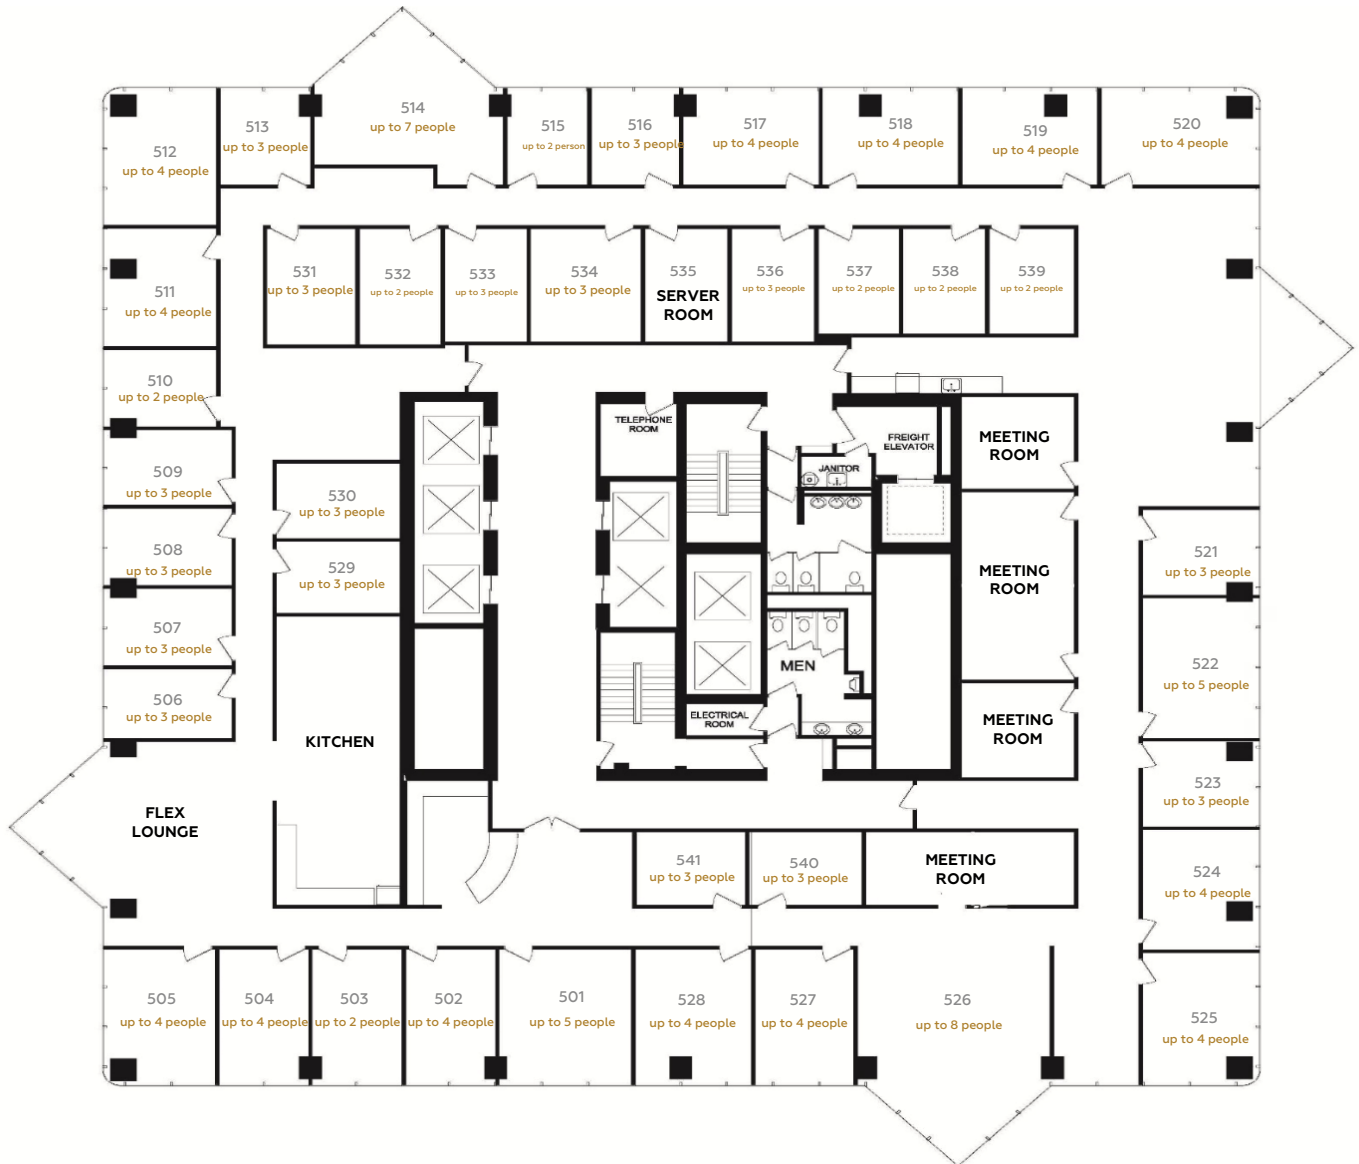 514
up to 7 people
513
up to 3 people
512
up to 4 people
515
up to 2 person
516
up to 3 people
517
up to 4 people
518
up to 4 people
519
up to 4 people
520
up to 4 people
511
up to 4 people
531
up to 3 people
532
up to 2 people
533
up to 3 people
534
up to 3 people
535
SERVER
ROOM
536
up to 3 people
537
up to 2 people
538
up to 2 people
539
up to 2 people
510
up to 2 people
TELEPHONE
ROOM
FREIGHT
ELEVATOR
JANITOR
MEETING
ROOM
509
up to 3 people
530
up to 3 people
508
up to 3 people
529
up to 3 people
MEETING
ROOM
521
up to 3 people
507
up to 3 people
MEN
522
up to 5 people
506
up to 3 people
ELECTRICAL
ROOM
MEETING
ROOM
KITCHEN
523
up to 3 people
FLEX
LOUNGE
541
up to 3 people
540
up to 3 people
MEETING
ROOM
524
up to 4 people
505
up to 4 people
504
up to 4 people
503
up to 2 people
502
up to 4 people
501
up to 5 people
528
up to 4 people
527
up to 4 people
526
up to 8 people
525
up to 4 people